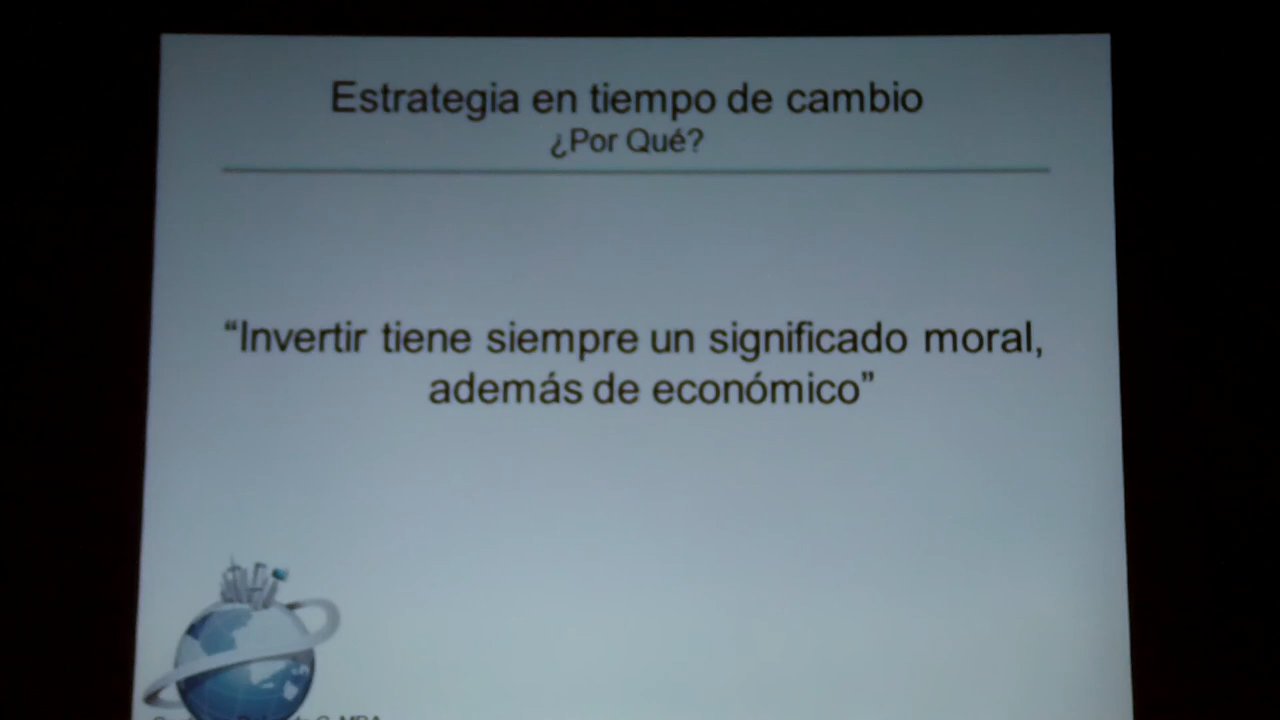 Estrategia en tiempo de cambio
¿Por Qué?
“Invertir tiene siempre un significado moral,
además de económico”